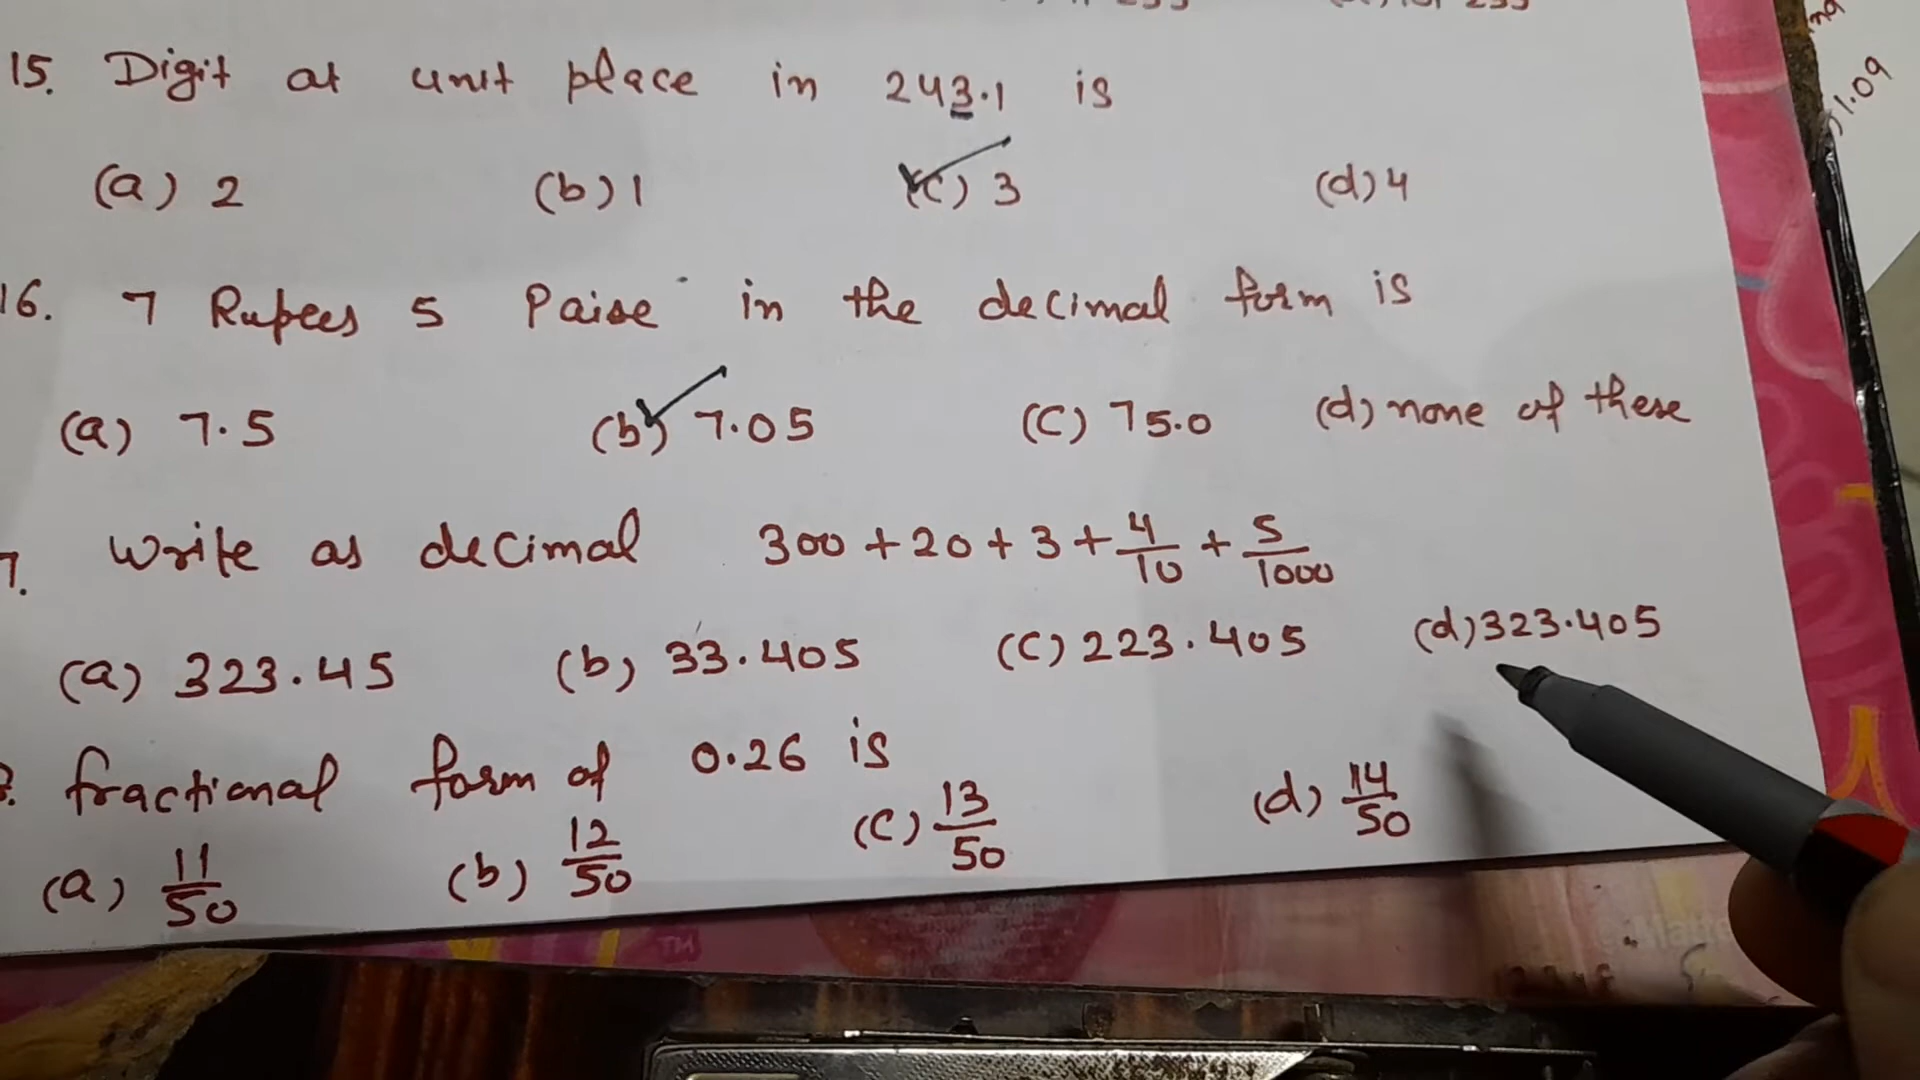 15. Digit at unit place in 243.1 is
(a) 2 (b) 1 (c) 3 (d) 4
16. 7 Rupees 5 Paise in the decimal form is
(a) 7.5 (b) 7.05 (c) 75.0 (d) none of these
7. Write as decimal 300 + 20 + 3 + 4/10 + 5/1000
(a) 323.45 (b) 33.405 (c) 223.405 (d) 323.405
fractional form of 0.26 is
(a) 11/50 (b) 12/50 (c) 13/50 (d) 14/50
1.09
TM